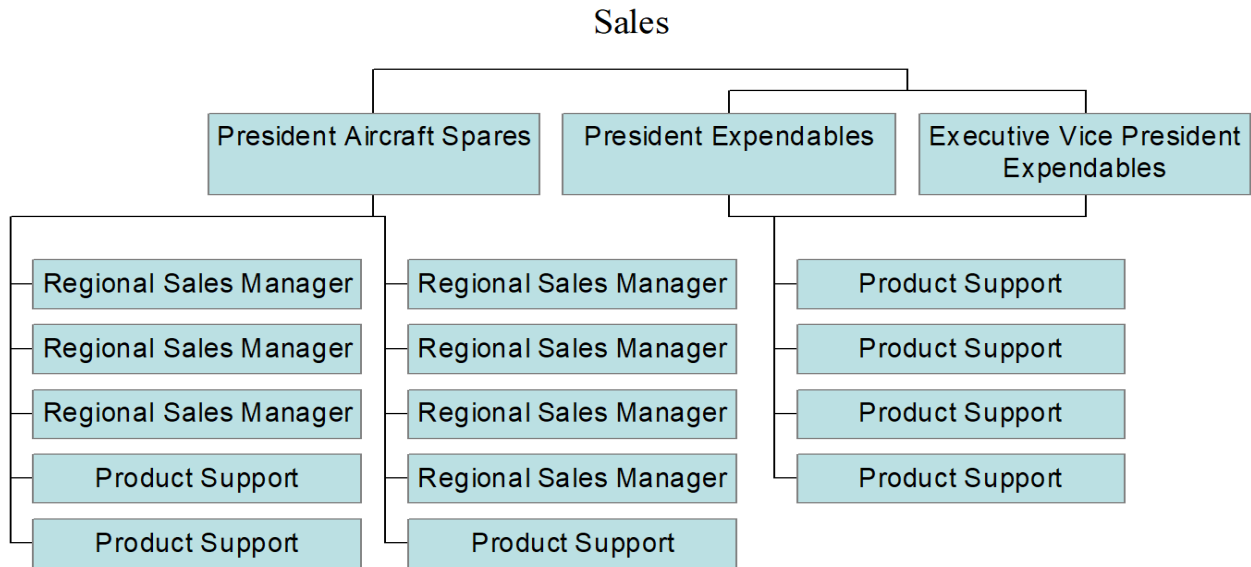 Sales
President Aircraft Spares
President Expendables
Executive Vice President
Expendables
Regional Sales Manager
Regional Sales Manager
Regional Sales Manager
Product Support
Product Support
Regional Sales Manager
Regional Sales Manager
Regional Sales Manager
Regional Sales Manager
Product Support
Product Support
Product Support
Product Support
Product Support